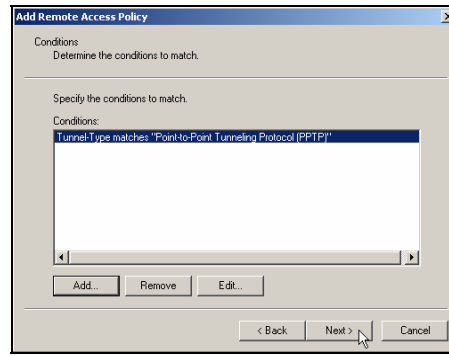 Add Remote Access Policy
Conditions
Determine the conditions to match.
Specify the conditions to match.
Conditions:
Tunnel-Type matches "Point-to-Point Tunneling Protocol (PPTP)"
Add... Remove Edit...
< Back Next > Cancel